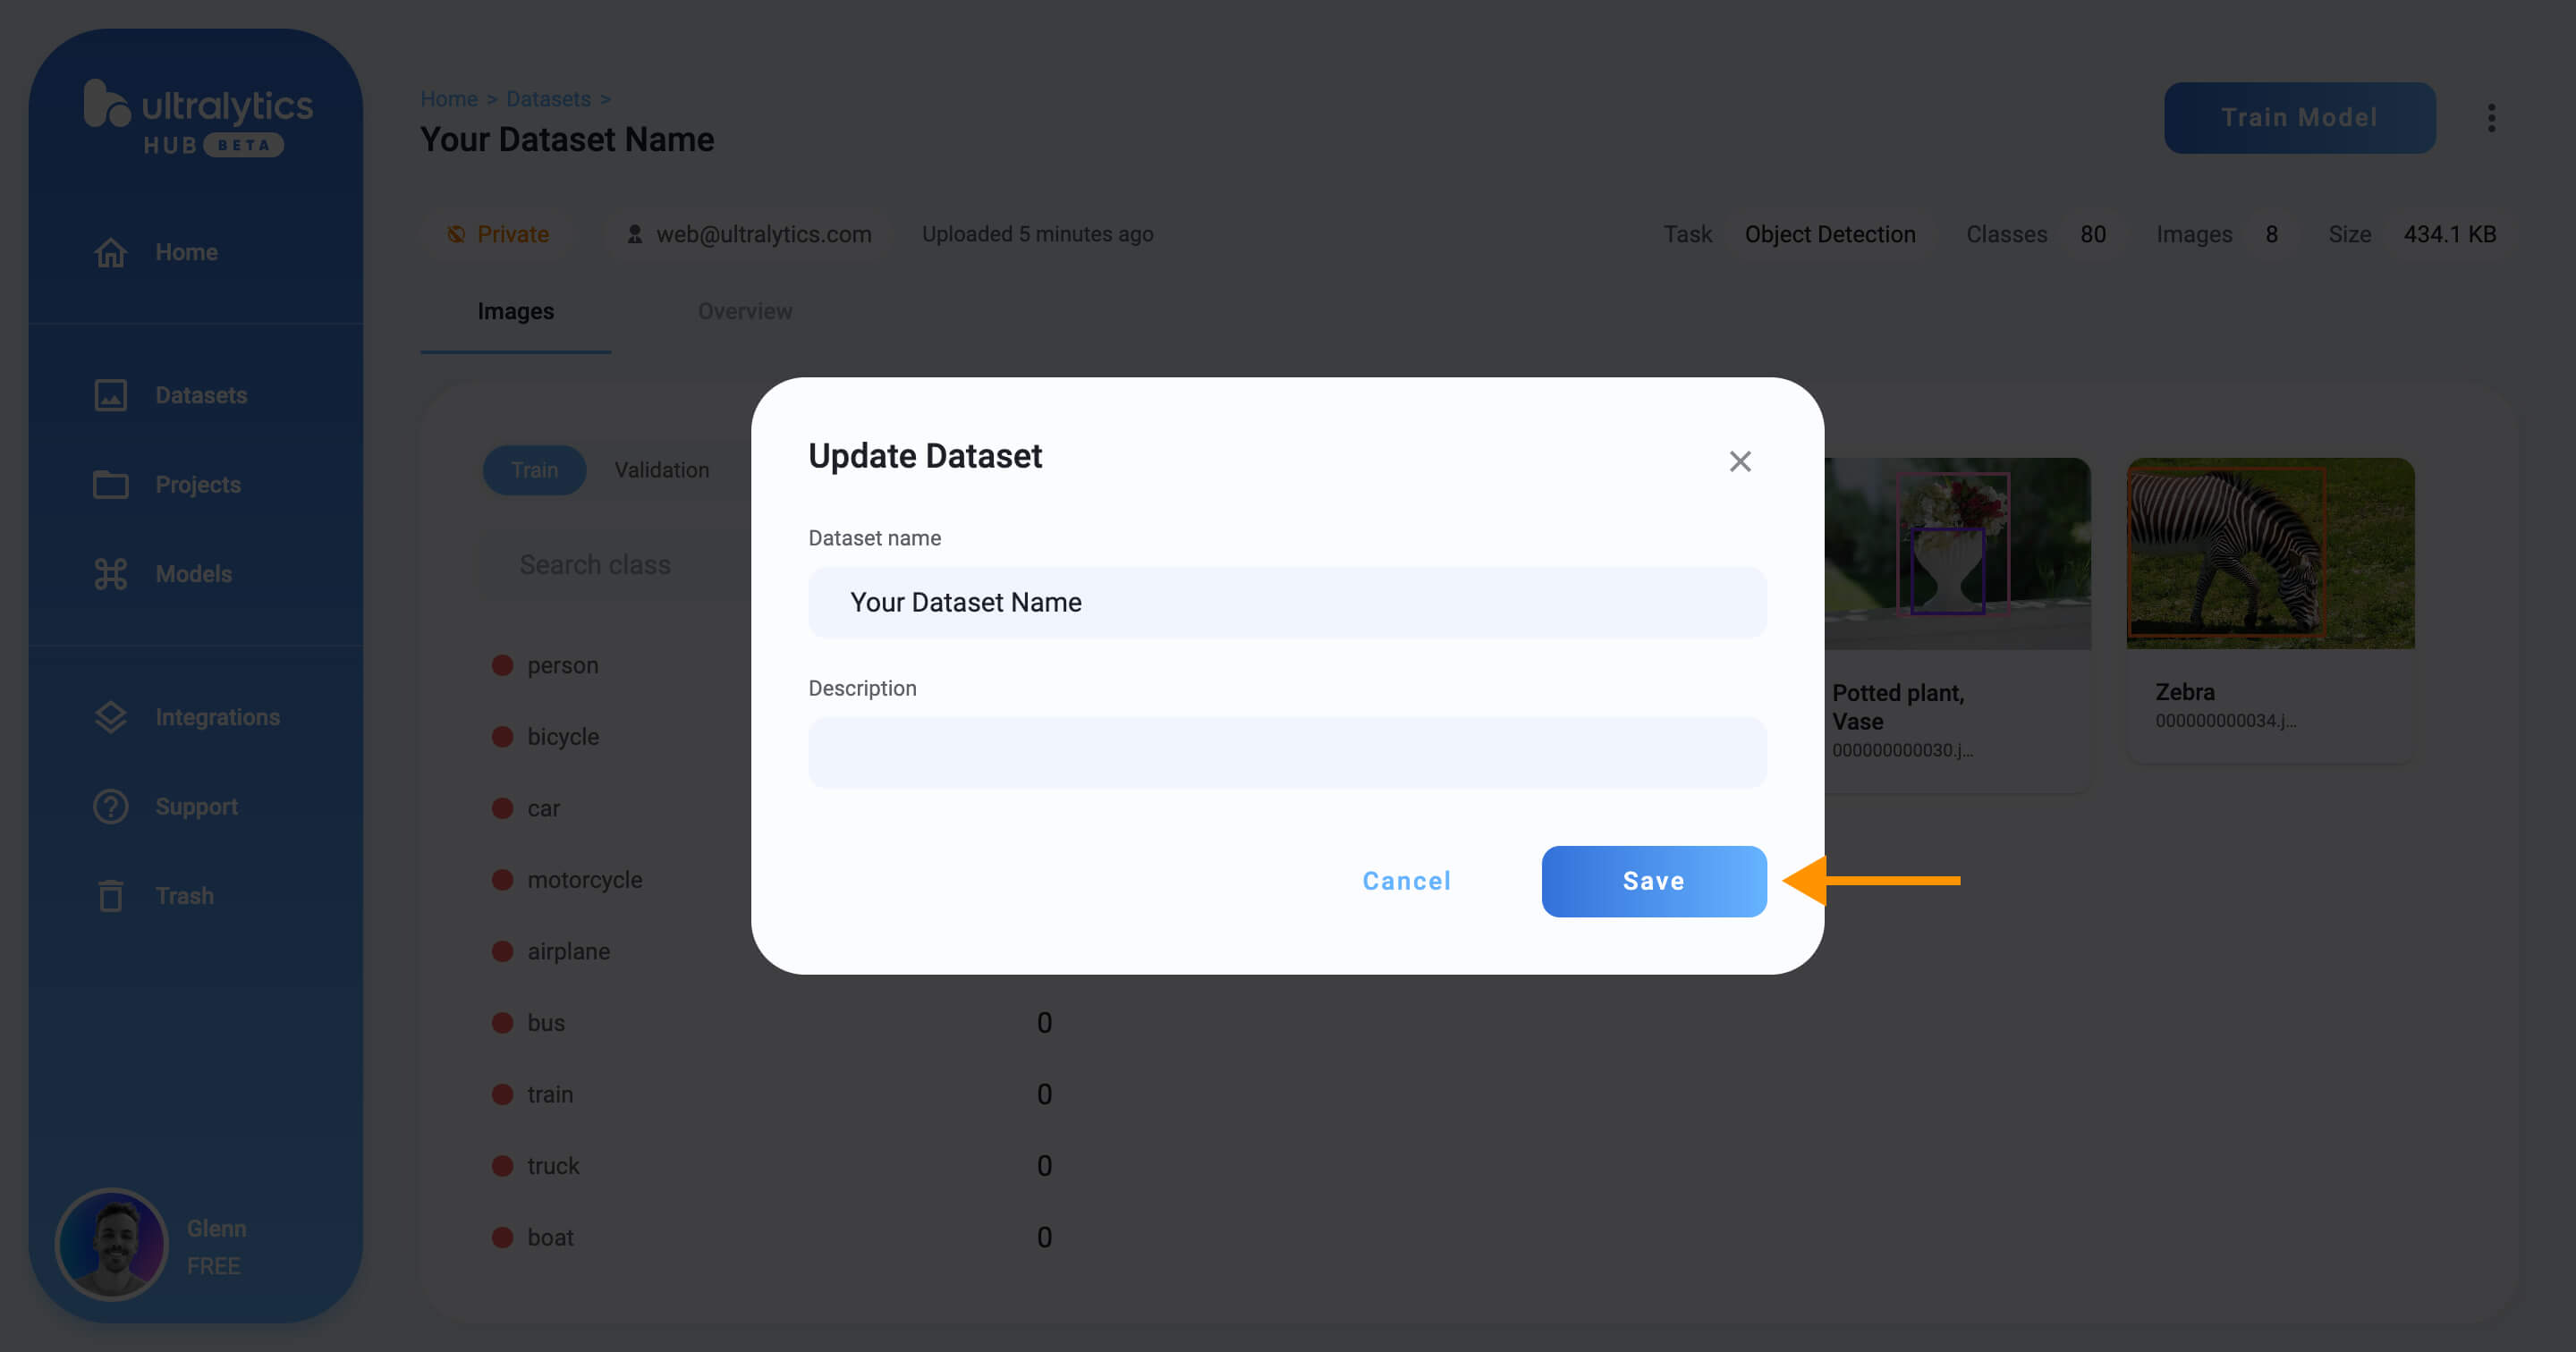 ultralytics
HUB BETA
Home
Datasets
Projects
Models
Integrations
Support
Trash
Glenn
FREE
Home > Datasets >
Your Dataset Name
Train Model
Private
web@ultralytics.com
Uploaded 5 minutes ago
Task Object Detection Classes 80 Images 8 Size 434.1 KB
Images
Overview
Train
Validation
Search class
person
bicycle
car
motorcycle
airplane
bus 0
train 0
truck 0
boat 0
Update Dataset
Dataset name
Your Dataset Name
Description
Cancel
Save
Potted plant,
Vase
000000000030.j...
Zebra
000000000034.j...